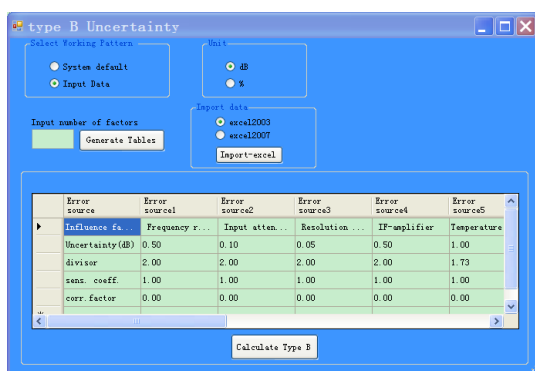 type B Uncertainty
Select Working Pattern
System default
Input Data
Unit
dB
%
Input number of factors
Generate Tables
Import data
excel2003
excel2007
Import-excel
Error source Error source1 Error source2 Error source3 Error source4 Error source5
Influence fa... Frequency r... Input atten... Resolution ... IF-amplifier Temperature
Uncertainty(dB) 0.50 0.10 0.05 0.50 1.00
divisor 2.00 2.00 2.00 2.00 1.73
sens. coeff. 1.00 1.00 1.00 1.00 1.00
corr.factor 0.00 0.00 0.00 0.00 0.00
Calculate Type B